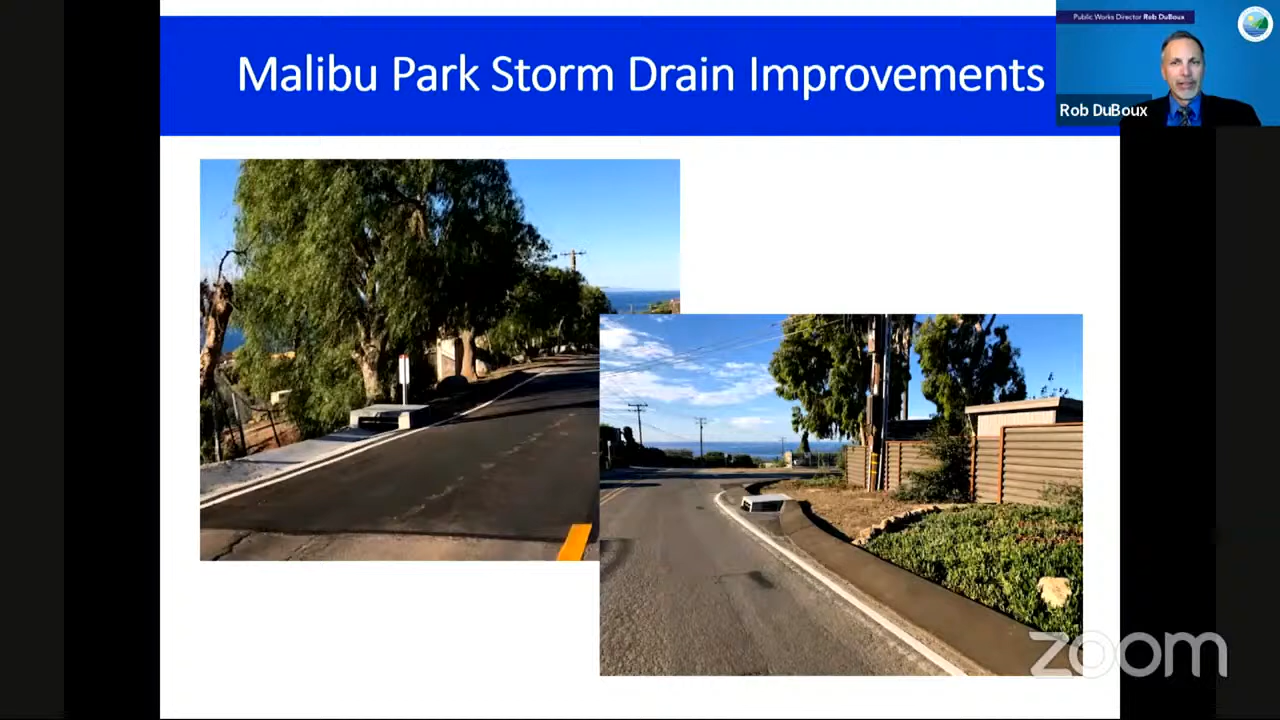 Malibu Park Storm Drain Improvements
Public Works Director Rob DuBoux
Rob DuBoux
zoom